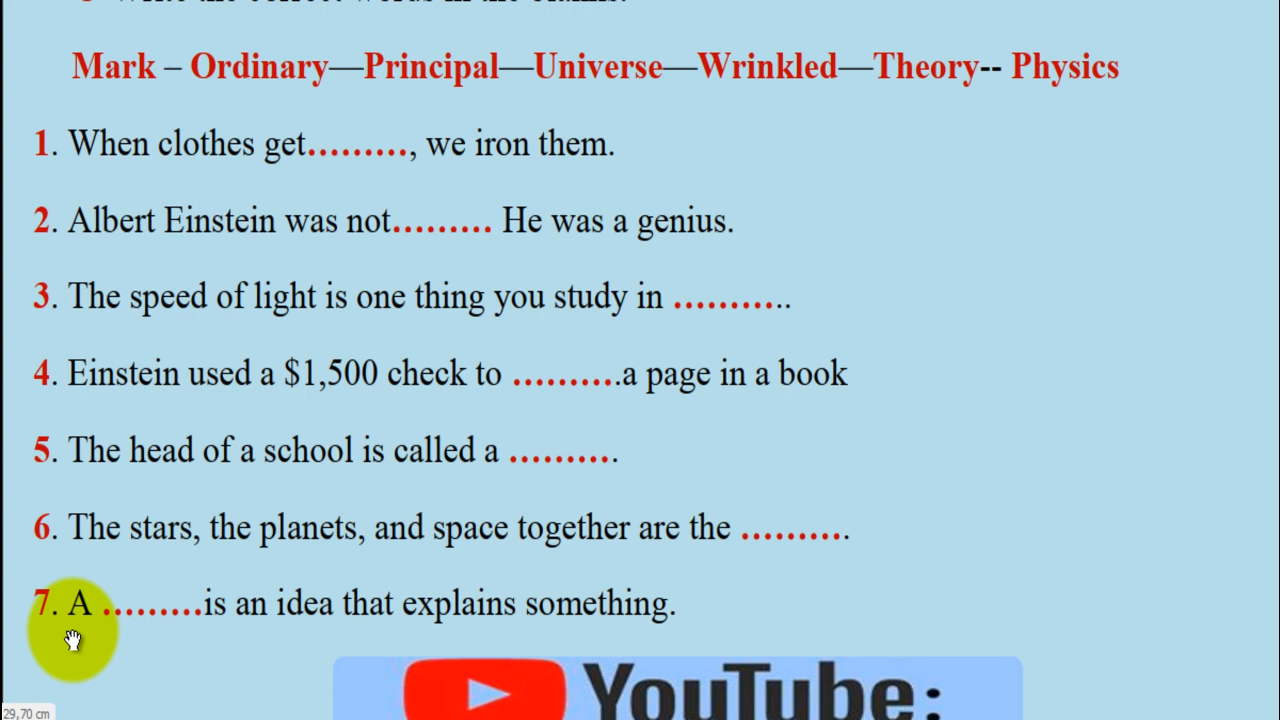 Mark – Ordinary—Principal—Universe—Wrinkled—Theory-- Physics
1. When clothes get........., we iron them.
2. Albert Einstein was not......... He was a genius.
3. The speed of light is one thing you study in ...........
4. Einstein used a $1,500 check to ..........a page in a book
5. The head of a school is called a ..........
6. The stars, the planets, and space together are the ..........
7. A .........is an idea that explains something.
YouTube:
29,70 cm